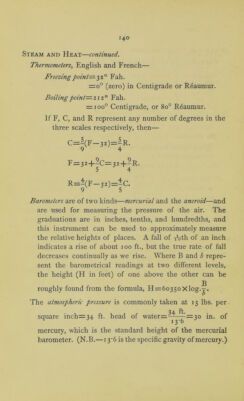 140
STEAM AND HEAT—continued.
Thermometers, English and French—
Freezing point=32° Fah.
=0° (zero) in Centigrade or Réaumur.
Boiling point=212° Fah.
=100° Centigrade, or 80° Réaumur.
If F, C, and R represent any number of degrees in the
three scales respectively, then—
C=5/9(F—32)=5/4R.
F=32+9/5C=32+9/4R.
R=4/9(F—32)=4/5C.
Barometers are of two kinds—mercurial and the aneroid—and
are used for measuring the pressure of the air. The
graduations are in inches, tenths, and hundredths, and
this instrument can be used to approximately measure
the relative heights of places. A fall of 1/10th of an inch
indicates a rise of about 100 ft., but the true rate of fall
decreases continually as we rise. Where B and b repre-
sent the barometrical readings at two different levels,
the height (H in feet) of one above the other can be
roughly found from the formula, H=60350×log. B/b.
The atmospheric pressure is commonly taken at 15 lbs. per
square inch=34 ft. head of water=34 ft./13·6=30 in. of
mercury, which is the standard height of the mercurial
barometer. (N.B.—13·6 is the specific gravity of mercury.)